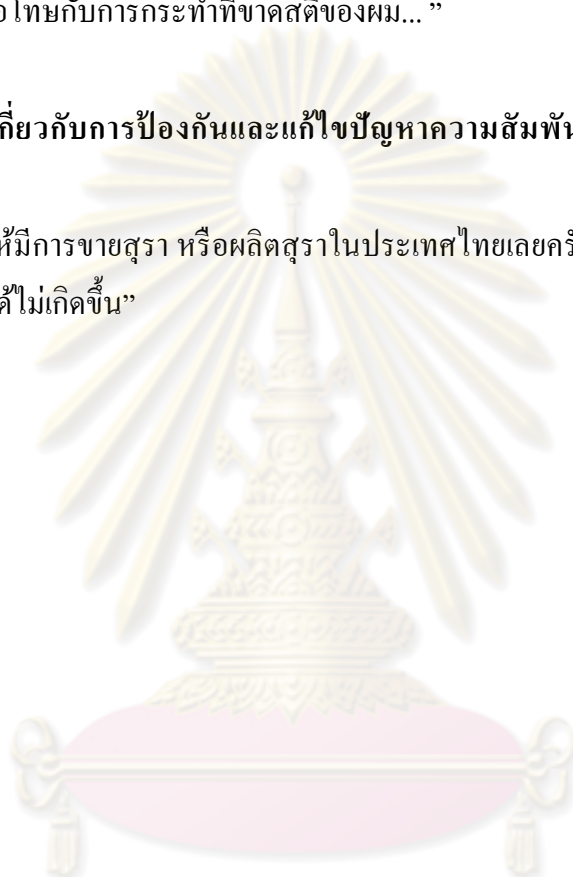 โทษกับการกระทำที่ขาดสติของผม... ”
กี่ยวกับการป้องกันและแก้ไขปัญหาความสัมพัน
ห้มีการขายสุรา หรือผลิตสุราในประเทศไทยเลยครั
ด้ไม่เกิดขึ้น”